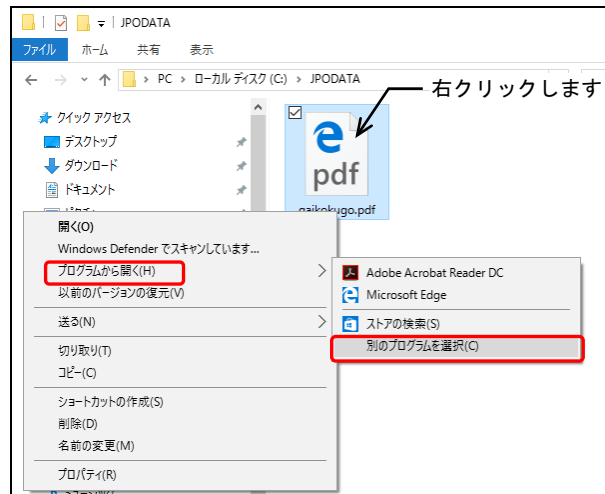 JPODATA
ファイル ホーム 共有 表示
PC > ローカル ディスク (C:) > JPODATA
右クリックします
クイック アクセス
デスクトップ
ダウンロード
ドキュメント
pdf
gaikokugo.pdf
開く(O)
Windows Defender でスキャンしています...
プログラムから開く(H)
以前のバージョンの復元(V)
送る(N)
切り取り(T)
コピー(C)
ショートカットの作成(S)
削除(D)
名前の変更(M)
プロパティ(R)
Adobe Acrobat Reader DC
Microsoft Edge
ストアの検索(S)
別のプログラムを選択(C)